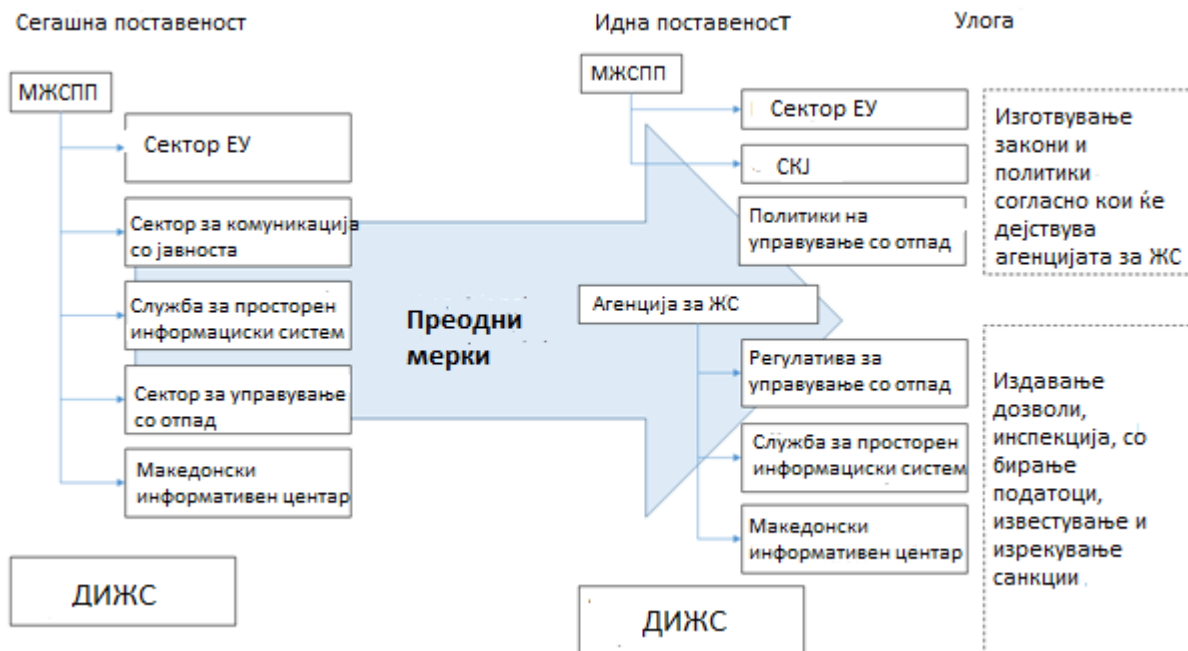 Сегашна поставеност
МЖСПП
Сектор ЕУ
Сектор за комуникација
со јавноста
Служба за просторен
информациски систем
Сектор за управување
со отпад
Македонски
информативен центар
ДИЖС
Преодни
мерки
Идна поставеност
МЖСПП
Сектор ЕУ
СКЈ
Политики на
управување со отпад
Агенција за ЖС
Регулатива за
управување со отпад
Служба за просторен
информациски систем
Македонски
информативен центар
ДИЖС
Улога
Изготвување
закони и
политики
согласно кои ќе
дејствува
агенцијата за ЖС
Издавање
дозволи,
инспекција, со
бирање
податоци,
известување и
изрекување
санкции